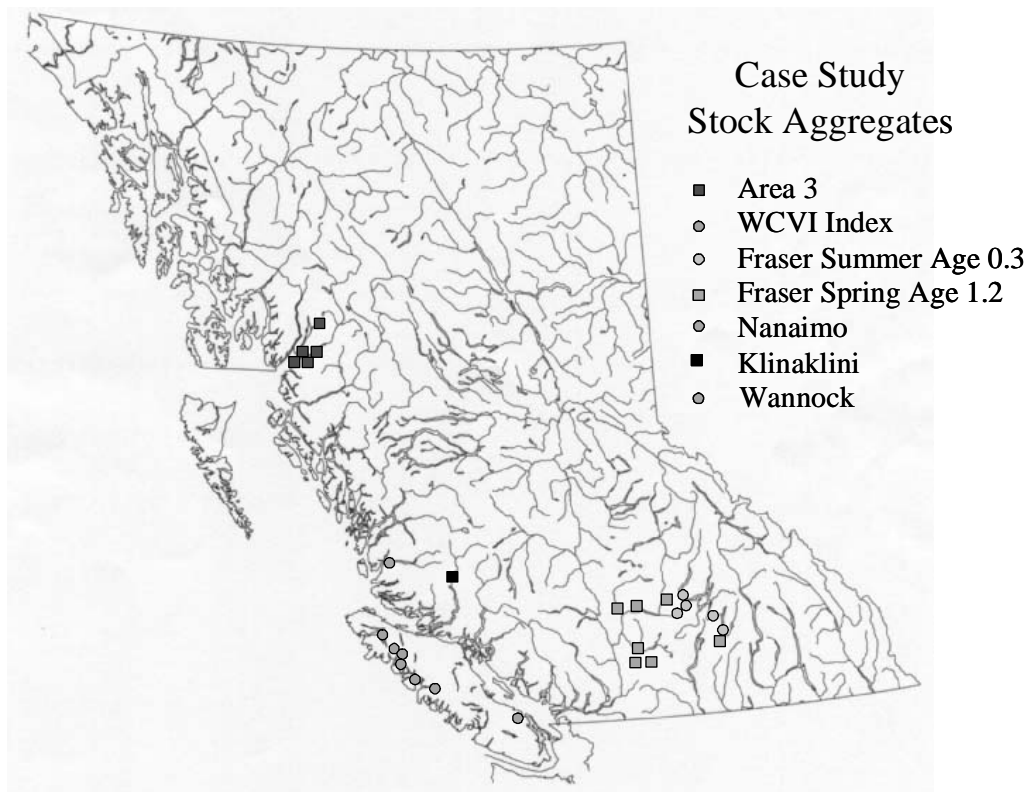 Case Study
Stock Aggregates
Area 3
WCVI Index
Fraser Summer Age 0.3
Fraser Spring Age 1.2
Nanaimo
Klinaklini
Wannock